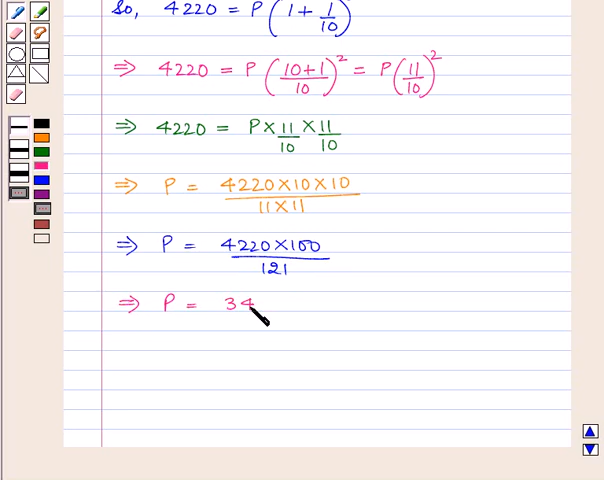 So, 4220 = P(1 + 1/10)
⇒ 4220 = P((10+1)/10)² = P(11/10)²
⇒ 4220 = P × 11/10 × 11/10
⇒ P = (4220×10×10)/(11×11)
⇒ P = (4220×100)/121
⇒ P = 34